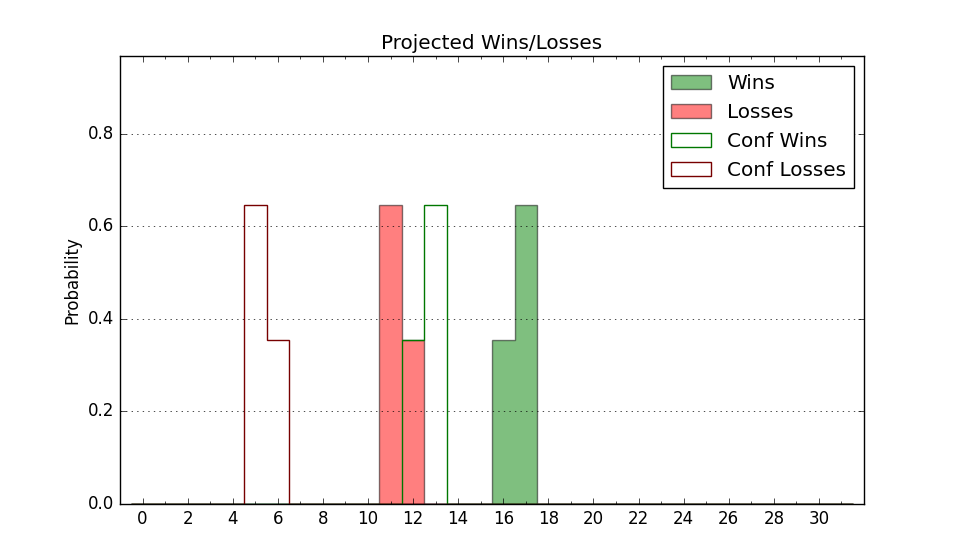 Projected Wins/Losses
Wins
Losses
Conf Wins
Conf Losses
Probability
0.8
0.6
0.4
0.2
0.0
0 2 4 6 8 10 12 14 16 18 20 22 24 26 28 30